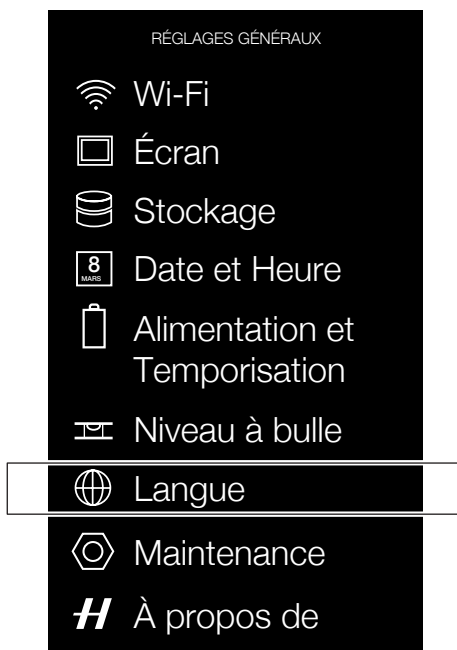 RÉGLAGES GÉNÉRAUX
Wi-Fi
Écran
Stockage
8
MARS
Date et Heure
Alimentation et
Temporisation
Niveau à bulle
Langue
Maintenance
H À propos de